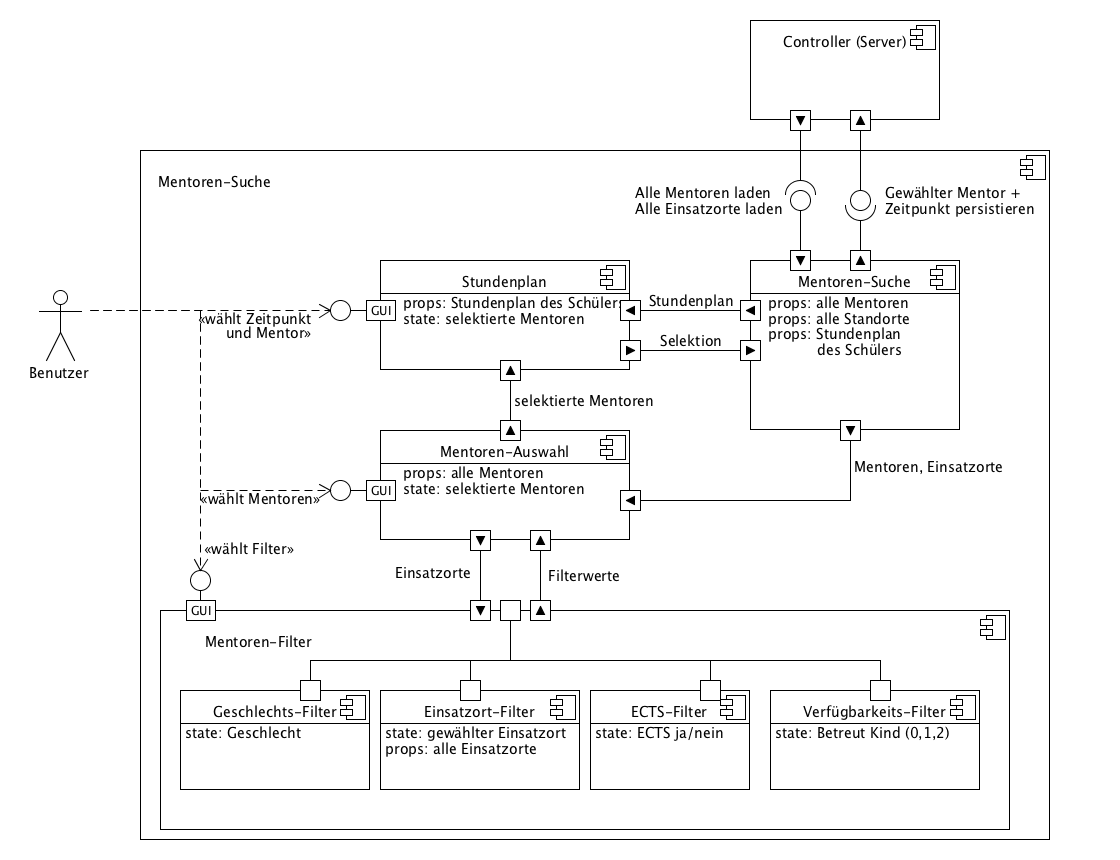 Controller (Server)
Mentoren-Suche
Alle Mentoren laden
Alle Einsatzorte laden
Gewählter Mentor +
Zeitpunkt persistieren
Stundenplan
props: Stundenplan des Schülers
state: selektierte Mentoren
GUI
Stundenplan
Selektion
Mentoren-Suche
props: alle Mentoren
props: alle Standorte
props: Stundenplan
des Schülers
«wählt Zeitpunkt
und Mentor»
Benutzer
selektierte Mentoren
Mentoren-Auswahl
props: alle Mentoren
state: selektierte Mentoren
GUI
Mentoren, Einsatzorte
«wählt Mentoren»
«wählt Filter»
Einsatzorte
Filterwerte
GUI
Mentoren-Filter
Geschlechts-Filter
state: Geschlecht
Einsatzort-Filter
state: gewählter Einsatzort
props: alle Einsatzorte
ECTS-Filter
state: ECTS ja/nein
Verfügbarkeits-Filter
state: Betreut Kind (0,1,2)